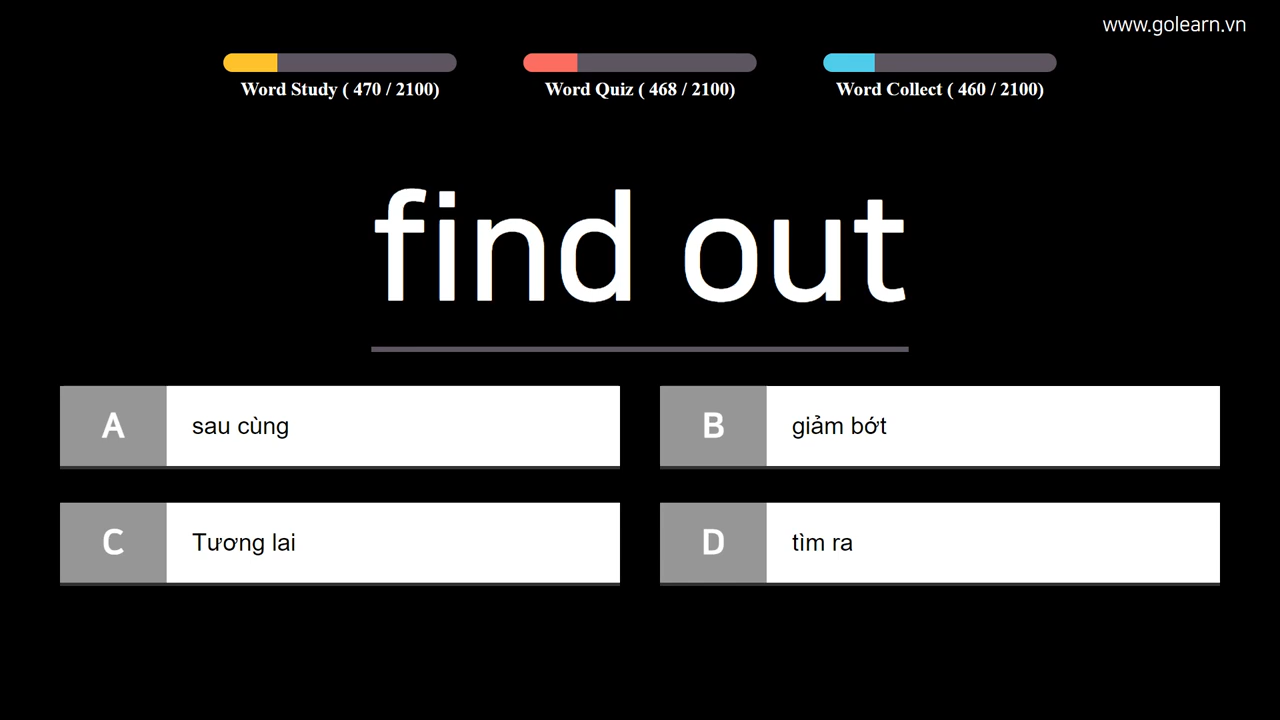 www.golearn.vn
Word Study ( 470 / 2100)
Word Quiz ( 468 / 2100)
Word Collect ( 460 / 2100)
find out
A sau cùng
B giảm bớt
C Tương lai
D tìm ra